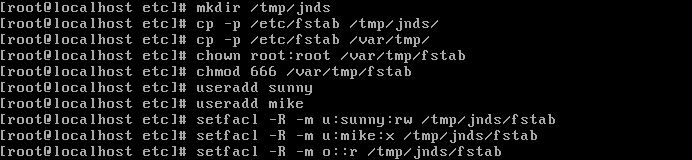 [root@localhost etc]# mkdir /tmp/jnds
[root@localhost etc]# cp -p /etc/fstab /tmp/jnds/
[root@localhost etc]# cp -p /etc/fstab /var/tmp/
[root@localhost etc]# chown root:root /var/tmp/fstab
[root@localhost etc]# chmod 666 /var/tmp/fstab
[root@localhost etc]# useradd sunny
[root@localhost etc]# useradd mike
[root@localhost etc]# setfacl -R -m u:sunny:rw /tmp/jnds/fstab
[root@localhost etc]# setfacl -R -m u:mike:x /tmp/jnds/fstab
[root@localhost etc]# setfacl -R -m o::r /tmp/jnds/fstab